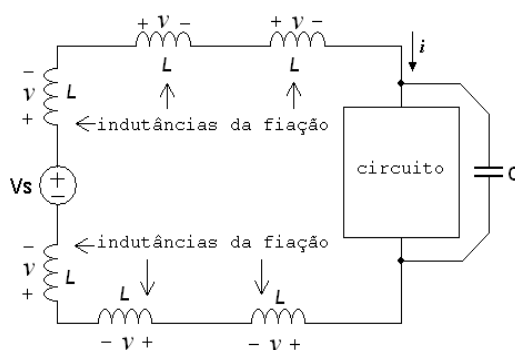 + v - + v -
L L i
- v + L
indutâncias da fiação
circuito
Vs + - C
- v + L
indutâncias da fiação
L L
- v + - v +